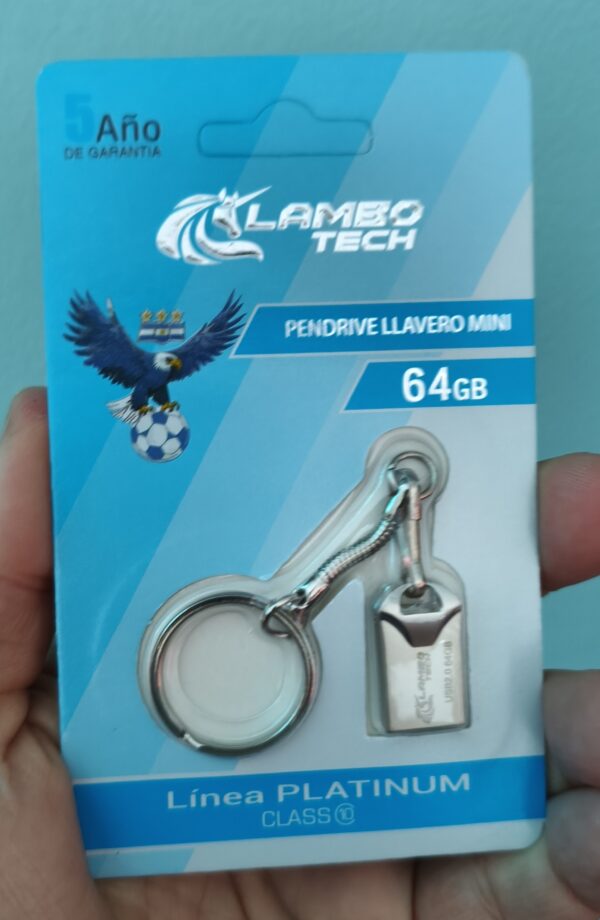 5 Año
DE GARANTIA
LAMBO
TECH
PENDRIVE LLAVERO MINI
64GB
LAMBO
TECH
USB2.0 64GB
Línea PLATINUM
CLASS 10